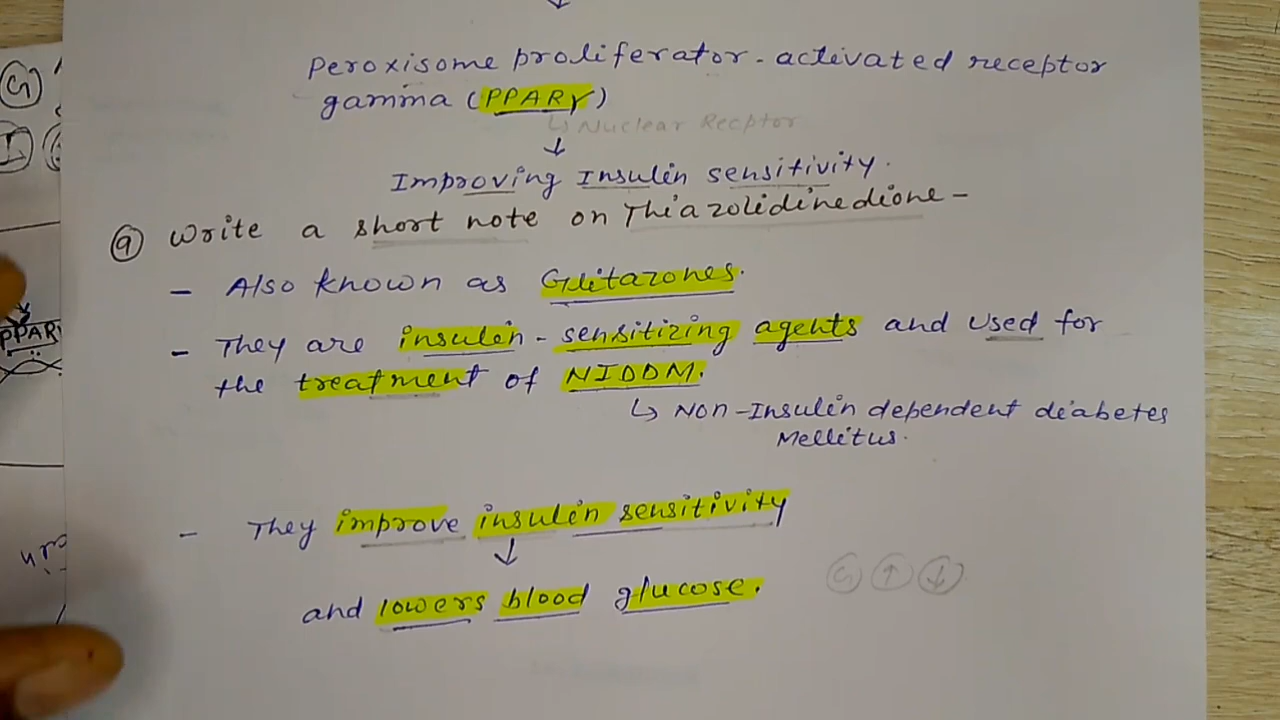 Peroxisome proliferator-activated receptor
gamma (PPARγ)
↳ Nuclear Recptor
↓
Improving Insulin sensitivity.
⑨ Write a short note on Thiazolidinedione -
- Also known as Glitazones.
- They are insulin-sensitizing agents and used for
the treatment of NIDDM.
↳ Non-Insulin dependent diabetes
Mellitus.
- They improve insulin sensitivity
↓
and lowers blood glucose.
G ↑ ↓
G
I
PPARγ